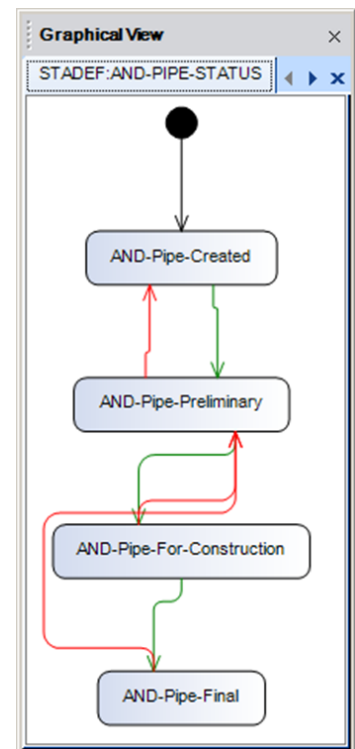 Graphical View
STADEF:AND-PIPE-STATUS
AND-Pipe-Created
AND-Pipe-Preliminary
AND-Pipe-For-Construction
AND-Pipe-Final